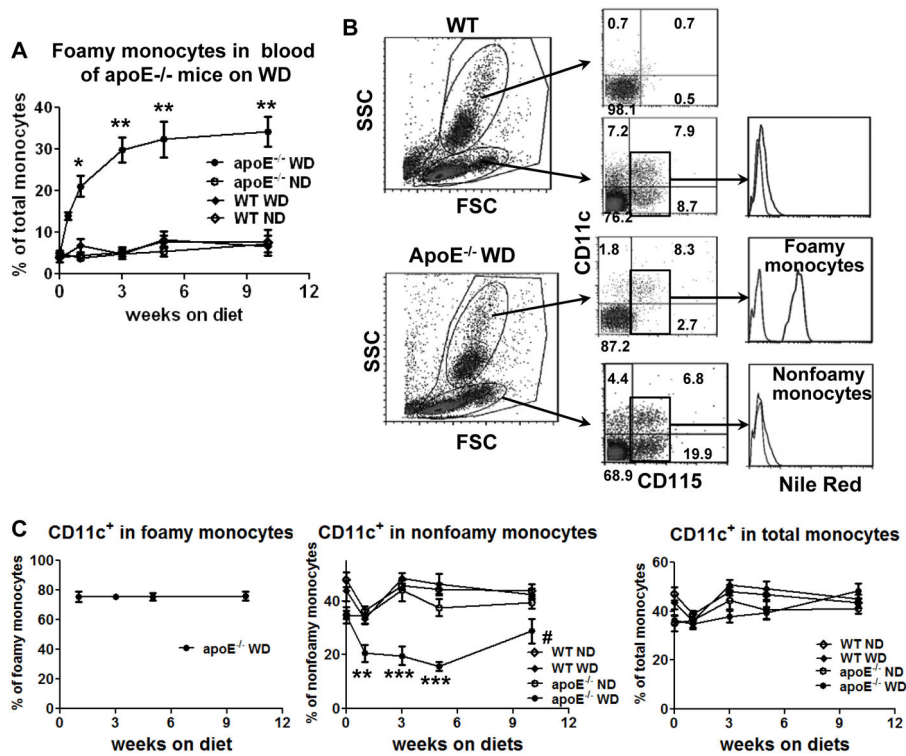 A
Foamy monocytes in blood
of apoE-/- mice on WD
% of total monocytes
40
30
20
10
0
*
**
**
**
apoE-/- WD
apoE-/- ND
WT WD
WT ND
0 3 6 9 12
weeks on diet
B
WT
SSC
FSC
0.7 0.7
98.1 0.5
7.2 7.9
76.2 8.7
ApoE-/- WD
SSC
FSC
CD11c
1.8 8.3
87.2 2.7
4.4 6.8
68.9 19.9
CD115
Foamy
monocytes
Nonfoamy
monocytes
Nile Red
C
CD11c+ in foamy monocytes
% of foamy monocytes
100
80
60
40
20
0
apoE-/- WD
0 3 6 9 12
weeks on diet
CD11c+ in nonfoamy monocytes
% of nonfoamy monocytes
40
20
0
** *** *** #
WT ND
WT WD
apoE-/- ND
apoE-/- WD
0 3 6 9 12
weeks on diets
CD11c+ in total monocytes
% of total monocytes
60
40
20
0
WT ND
WT WD
apoE-/- ND
apoE-/- WD
0 3 6 9 12
weeks on diets